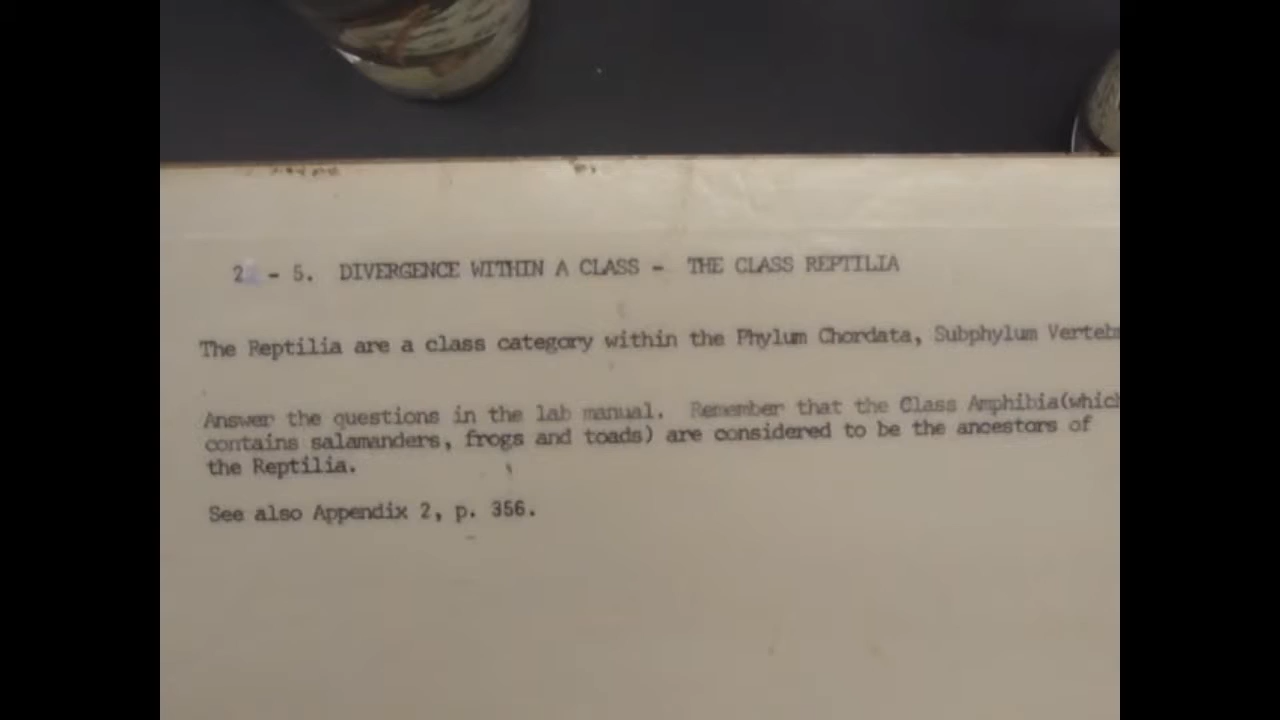 2 - 5. DIVERGENCE WITHIN A CLASS - THE CLASS REPTILIA
The Reptilia are a class category within the Phylum Chordata, Subphylum Verteb
Answer the questions in the lab manual. Remember that the Class Amphibia(which
contains salamanders, frogs and toads) are considered to be the ancestors of
the Reptilia.
See also Appendix 2, p. 356.